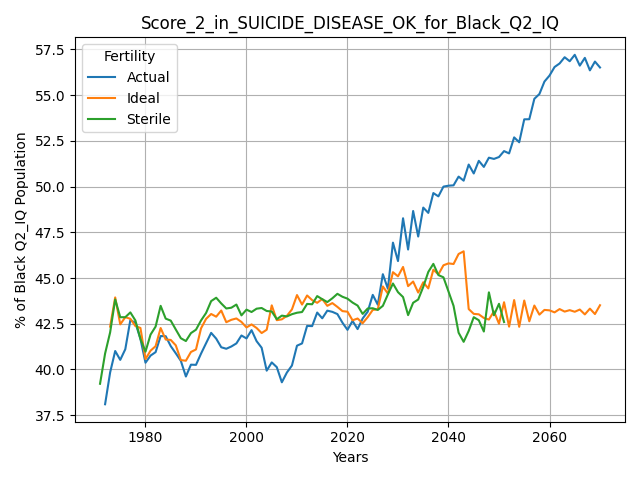 Score_2_in_SUICIDE_DISEASE_OK_for_Black_Q2_IQ
57.5
55.0
52.5
50.0
47.5
45.0
42.5
40.0
37.5
% of Black Q2_IQ Population
Fertility
Actual
Ideal
Sterile
1980
2000
2020
2040
2060
Years